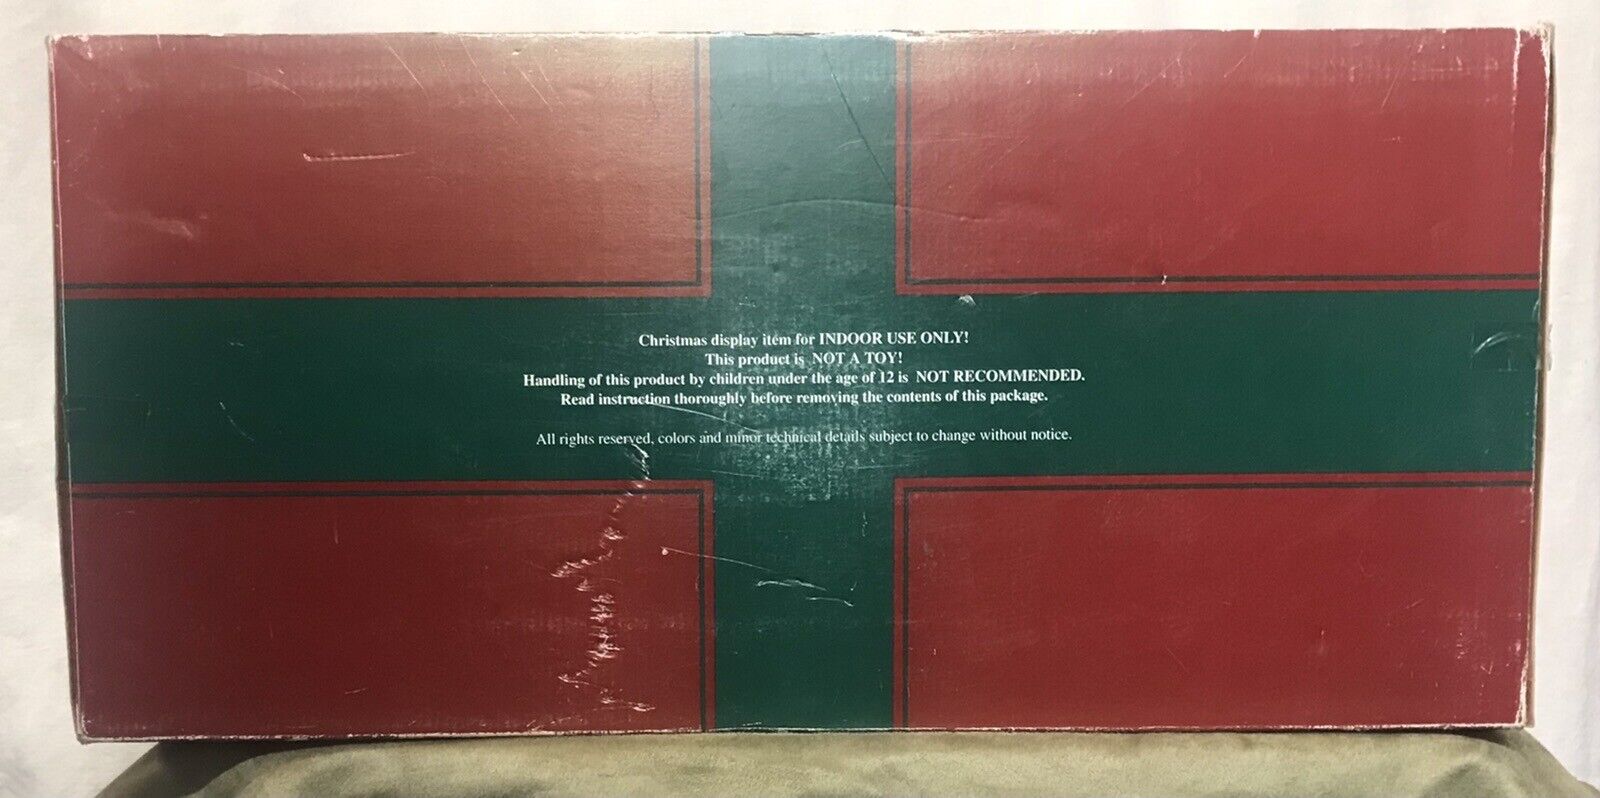 Christmas display item for INDOOR USE ONLY!
This product is NOT A TOY!
Handling of this product by children under the age of 12 is NOT RECOMMENDED.
Read instruction thoroughly before removing the contents of this package.
All rights reserved, colors and minor technical details subject to change without notice.